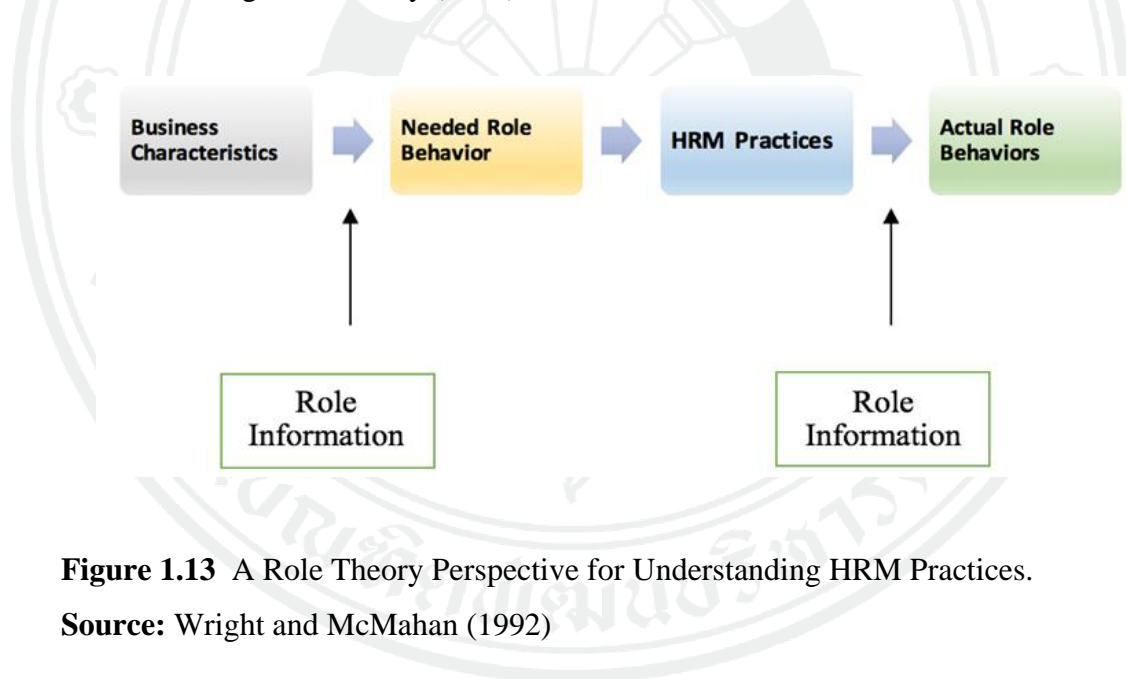 Business
Characteristics
Needed Role
Behavior
HRM Practices
Actual Role
Behaviors
Role
Information
Role
Information
Figure 1.13 A Role Theory Perspective for Understanding HRM Practices.
Source: Wright and McMahan (1992)